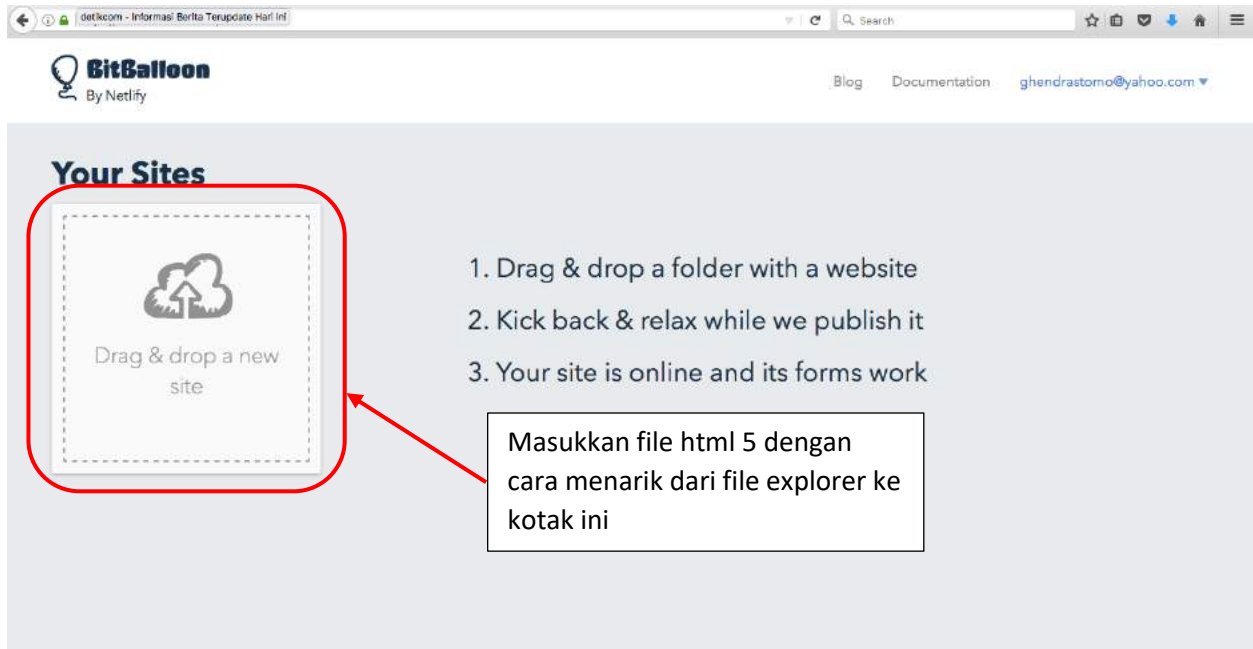 detikcom - Informasi Berita Terupdate Hari Ini
Search
BitBalloon
By Netlify
Blog Documentation ghendrastomo@yahoo.com
Your Sites
Drag & drop a new
site
1. Drag & drop a folder with a website
2. Kick back & relax while we publish it
3. Your site is online and its forms work
Masukkan file html 5 dengan
cara menarik dari file explorer ke
kotak ini